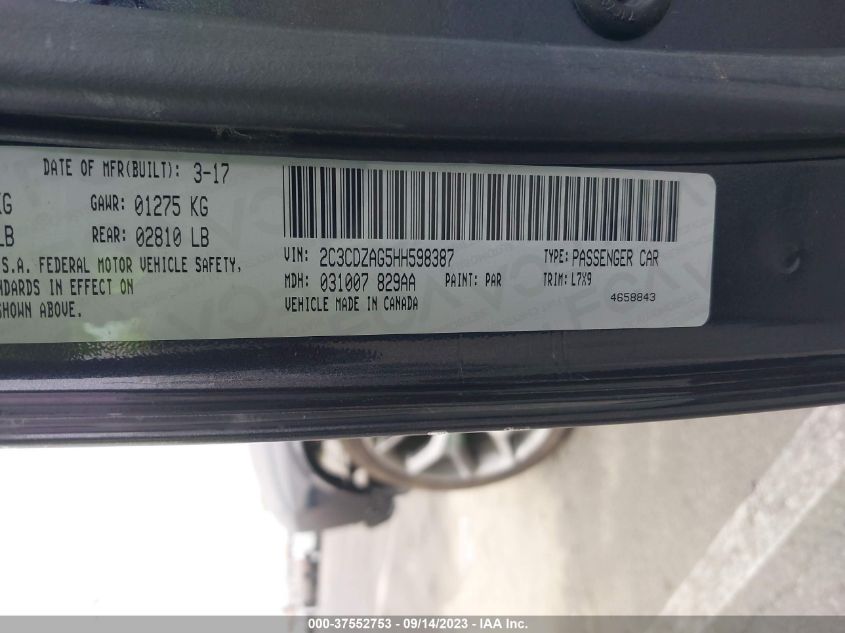 DATE OF MFR(BUILT): 3-17
KG GAWR: 01275 KG
LB REAR: 02810 LB
S.A. FEDERAL MOTOR VEHICLE SAFETY,
NDARDS IN EFFECT ON
SHOWN ABOVE.
VIN: 2C3CDZAG5HH598387 TYPE: PASSENGER CAR
MDH: 031007 829AA PAINT: PAR TRIM: L7X9
VEHICLE MADE IN CANADA 4658843
000-37552753 - 09/14/2023 - IAA Inc.